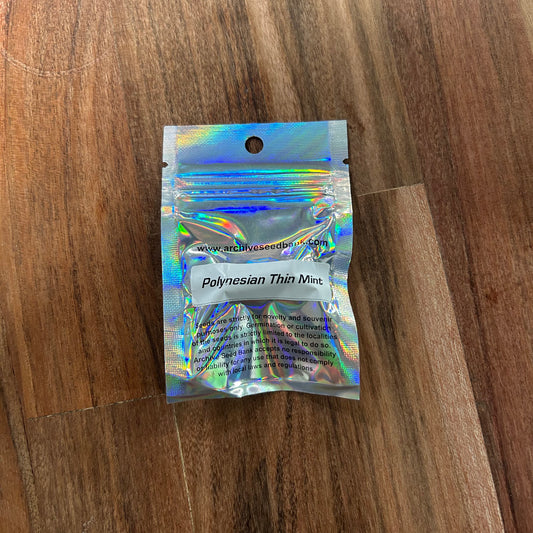 www.archiveseedbank.com
Polynesian Thin Mint
Seeds are strictly for novelty and souvenir
purposes only. Germination or cultivation
of the seeds is strictly limited to the localities
and countries in which it is legal to do so.
Archive Seed Bank accepts no responsibility
or liability for any use that does not comply
with local laws and regulations